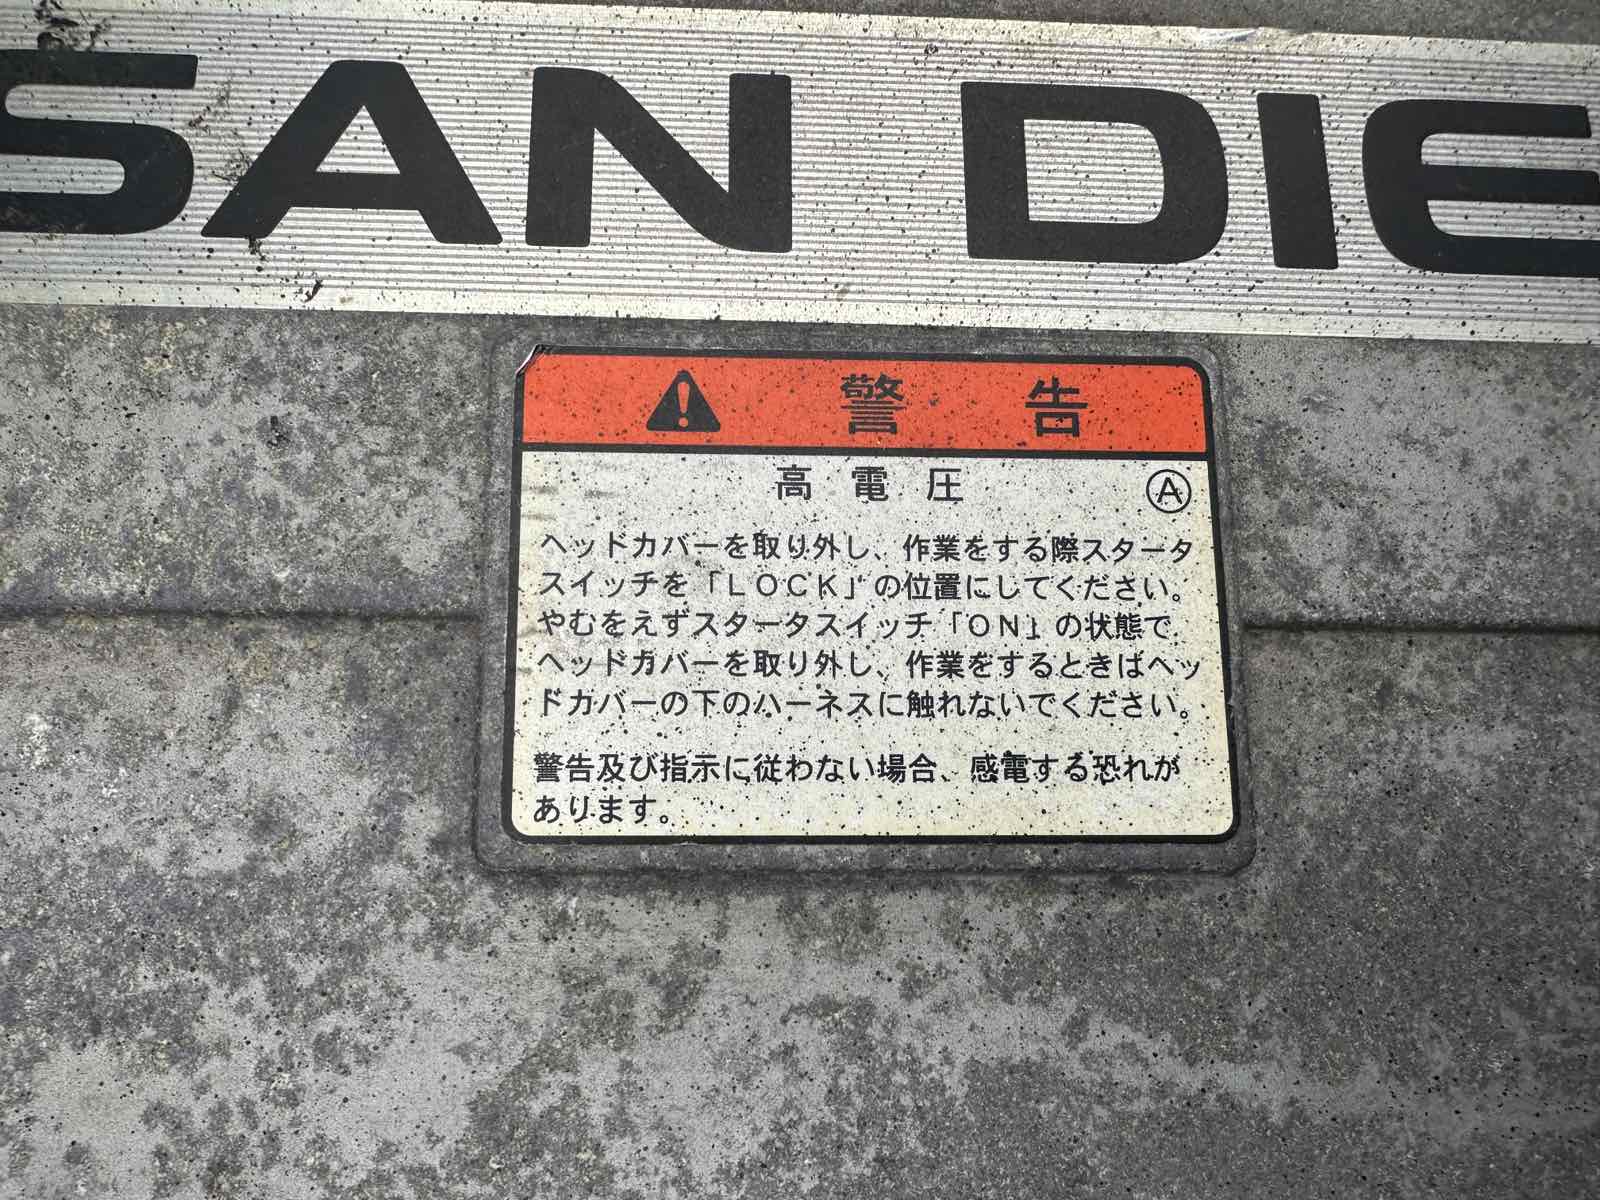 SAN DIE
警告
高電圧 Ⓐ
ヘッドカバーを取り外し、作業をする際スタータ
スイッチを「LOCK」の位置にしてください。
やむをえずスタータスイッチ「ON」の状態で
ヘッドカバーを取り外し、作業をするときはヘッ
ドカバーの下のハーネスに触れないでください。
警告及び指示に従わない場合、感電する恐れが
あります。